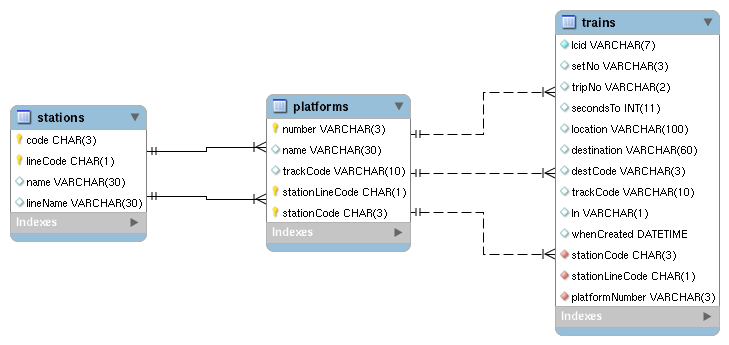 stations
code CHAR(3)
lineCode CHAR(1)
name VARCHAR(30)
lineName VARCHAR(30)
Indexes
platforms
number VARCHAR(3)
name VARCHAR(30)
trackCode VARCHAR(10)
stationLineCode CHAR(1)
stationCode CHAR(3)
Indexes
trains
lcid VARCHAR(7)
setNo VARCHAR(3)
tripNo VARCHAR(2)
secondsTo INT(11)
location VARCHAR(100)
destination VARCHAR(60)
destCode VARCHAR(3)
trackCode VARCHAR(10)
ln VARCHAR(1)
whenCreated DATETIME
stationCode CHAR(3)
stationLineCode CHAR(1)
platformNumber VARCHAR(3)
Indexes